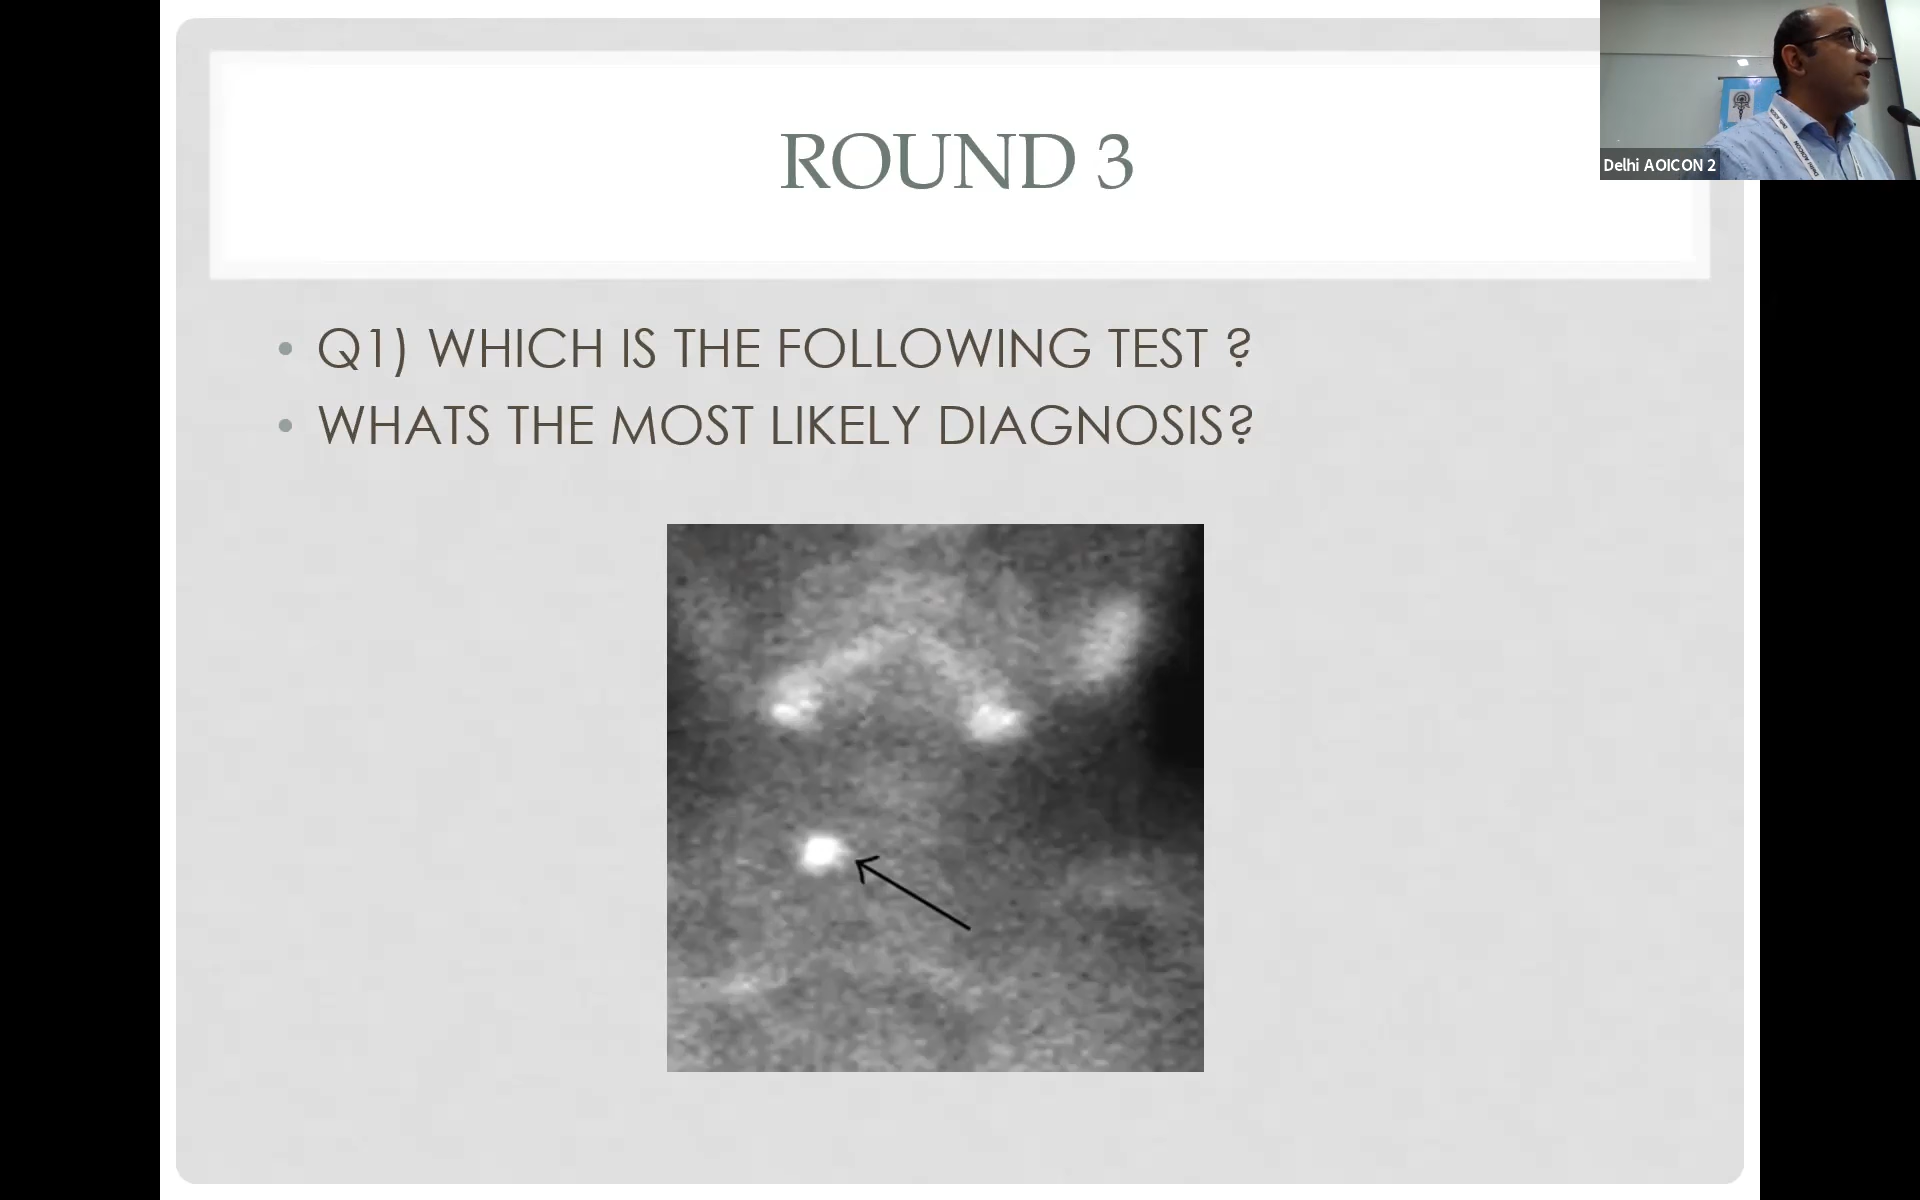 ROUND 3
Delhi AOICON 2
• Q1) WHICH IS THE FOLLOWING TEST ?
• WHATS THE MOST LIKELY DIAGNOSIS?